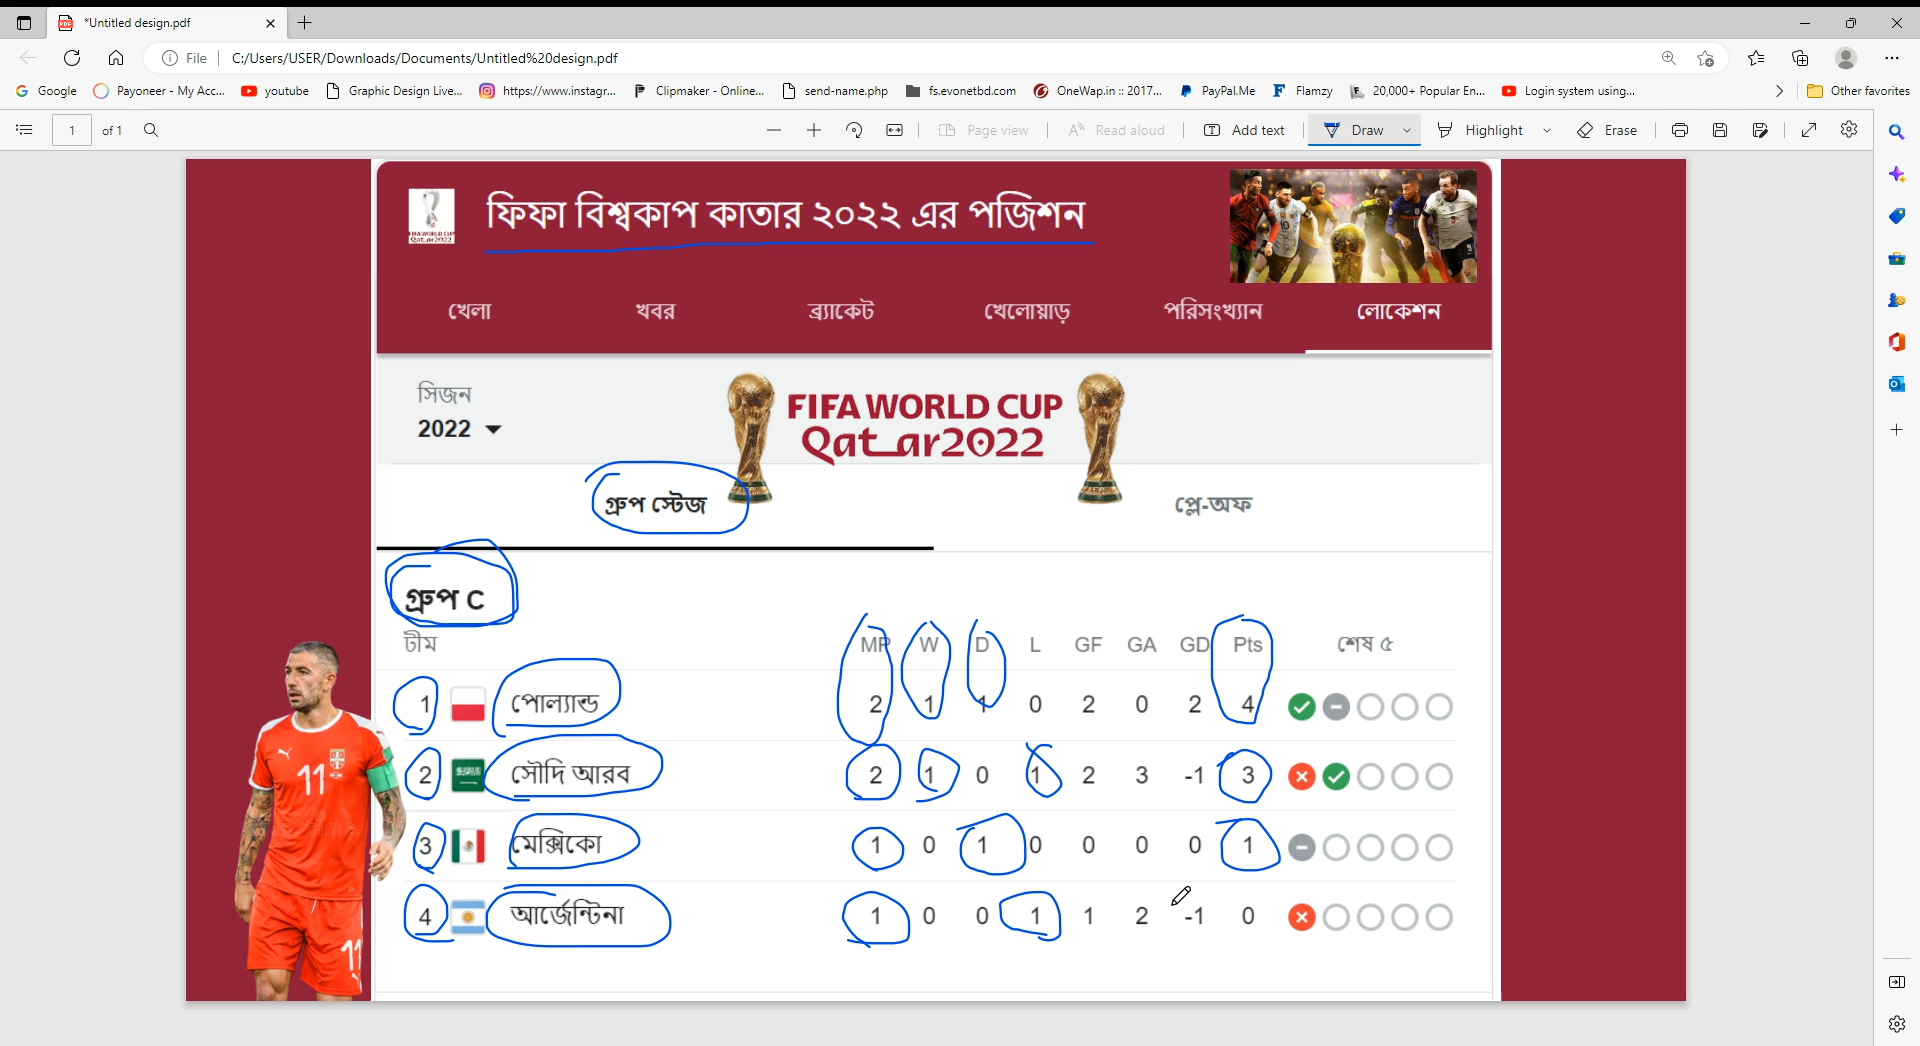 *Untitled design.pdf
File C:/Users/USER/Downloads/Documents/Untitled%20design.pdf
Google Payoneer - My Acc... youtube Graphic Design Live... https://www.instagr... Clipmaker - Online... send-name.php fs.evonetbd.com OneWap.in :: 2017... PayPal.Me Flamzy 20,000+ Popular En... Login system using... Other favorites
1 of 1 Page view Read aloud Add text Draw Highlight Erase
ফিফা বিশ্বকাপ কাতার ২০২২ এর পজিশন
FIFA WORLD CUP
Qatar2022
খেলা খবর ব্র্যাকেট খেলোয়াড় পরিসংখ্যান লোকেশন
সিজন
2022
FIFA WORLD CUP
Qatar2022
গ্রুপ স্টেজ প্লে-অফ
গ্রুপ C
টীম MP W D L GF GA GD Pts শেষ ৫
1 পোল্যান্ড 2 1 1 0 2 0 2 4
2 সৌদি আরব 2 1 0 1 2 3 -1 3
3 মেক্সিকো 1 0 1 0 0 0 0 1
4 আর্জেন্টিনা 1 0 0 1 1 2 -1 0
11
11